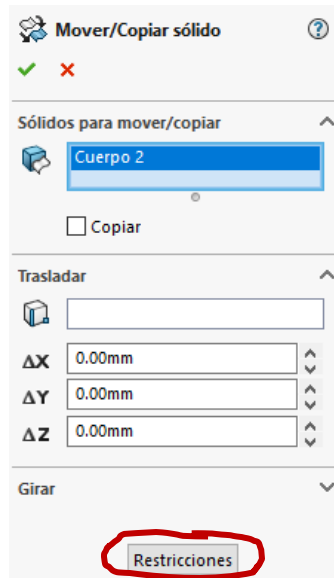 Mover/Copiar sólido
Sólidos para mover/copiar
Cuerpo 2
Copiar
Trasladar
ΔX 0.00mm
ΔY 0.00mm
ΔZ 0.00mm
Girar
Restricciones